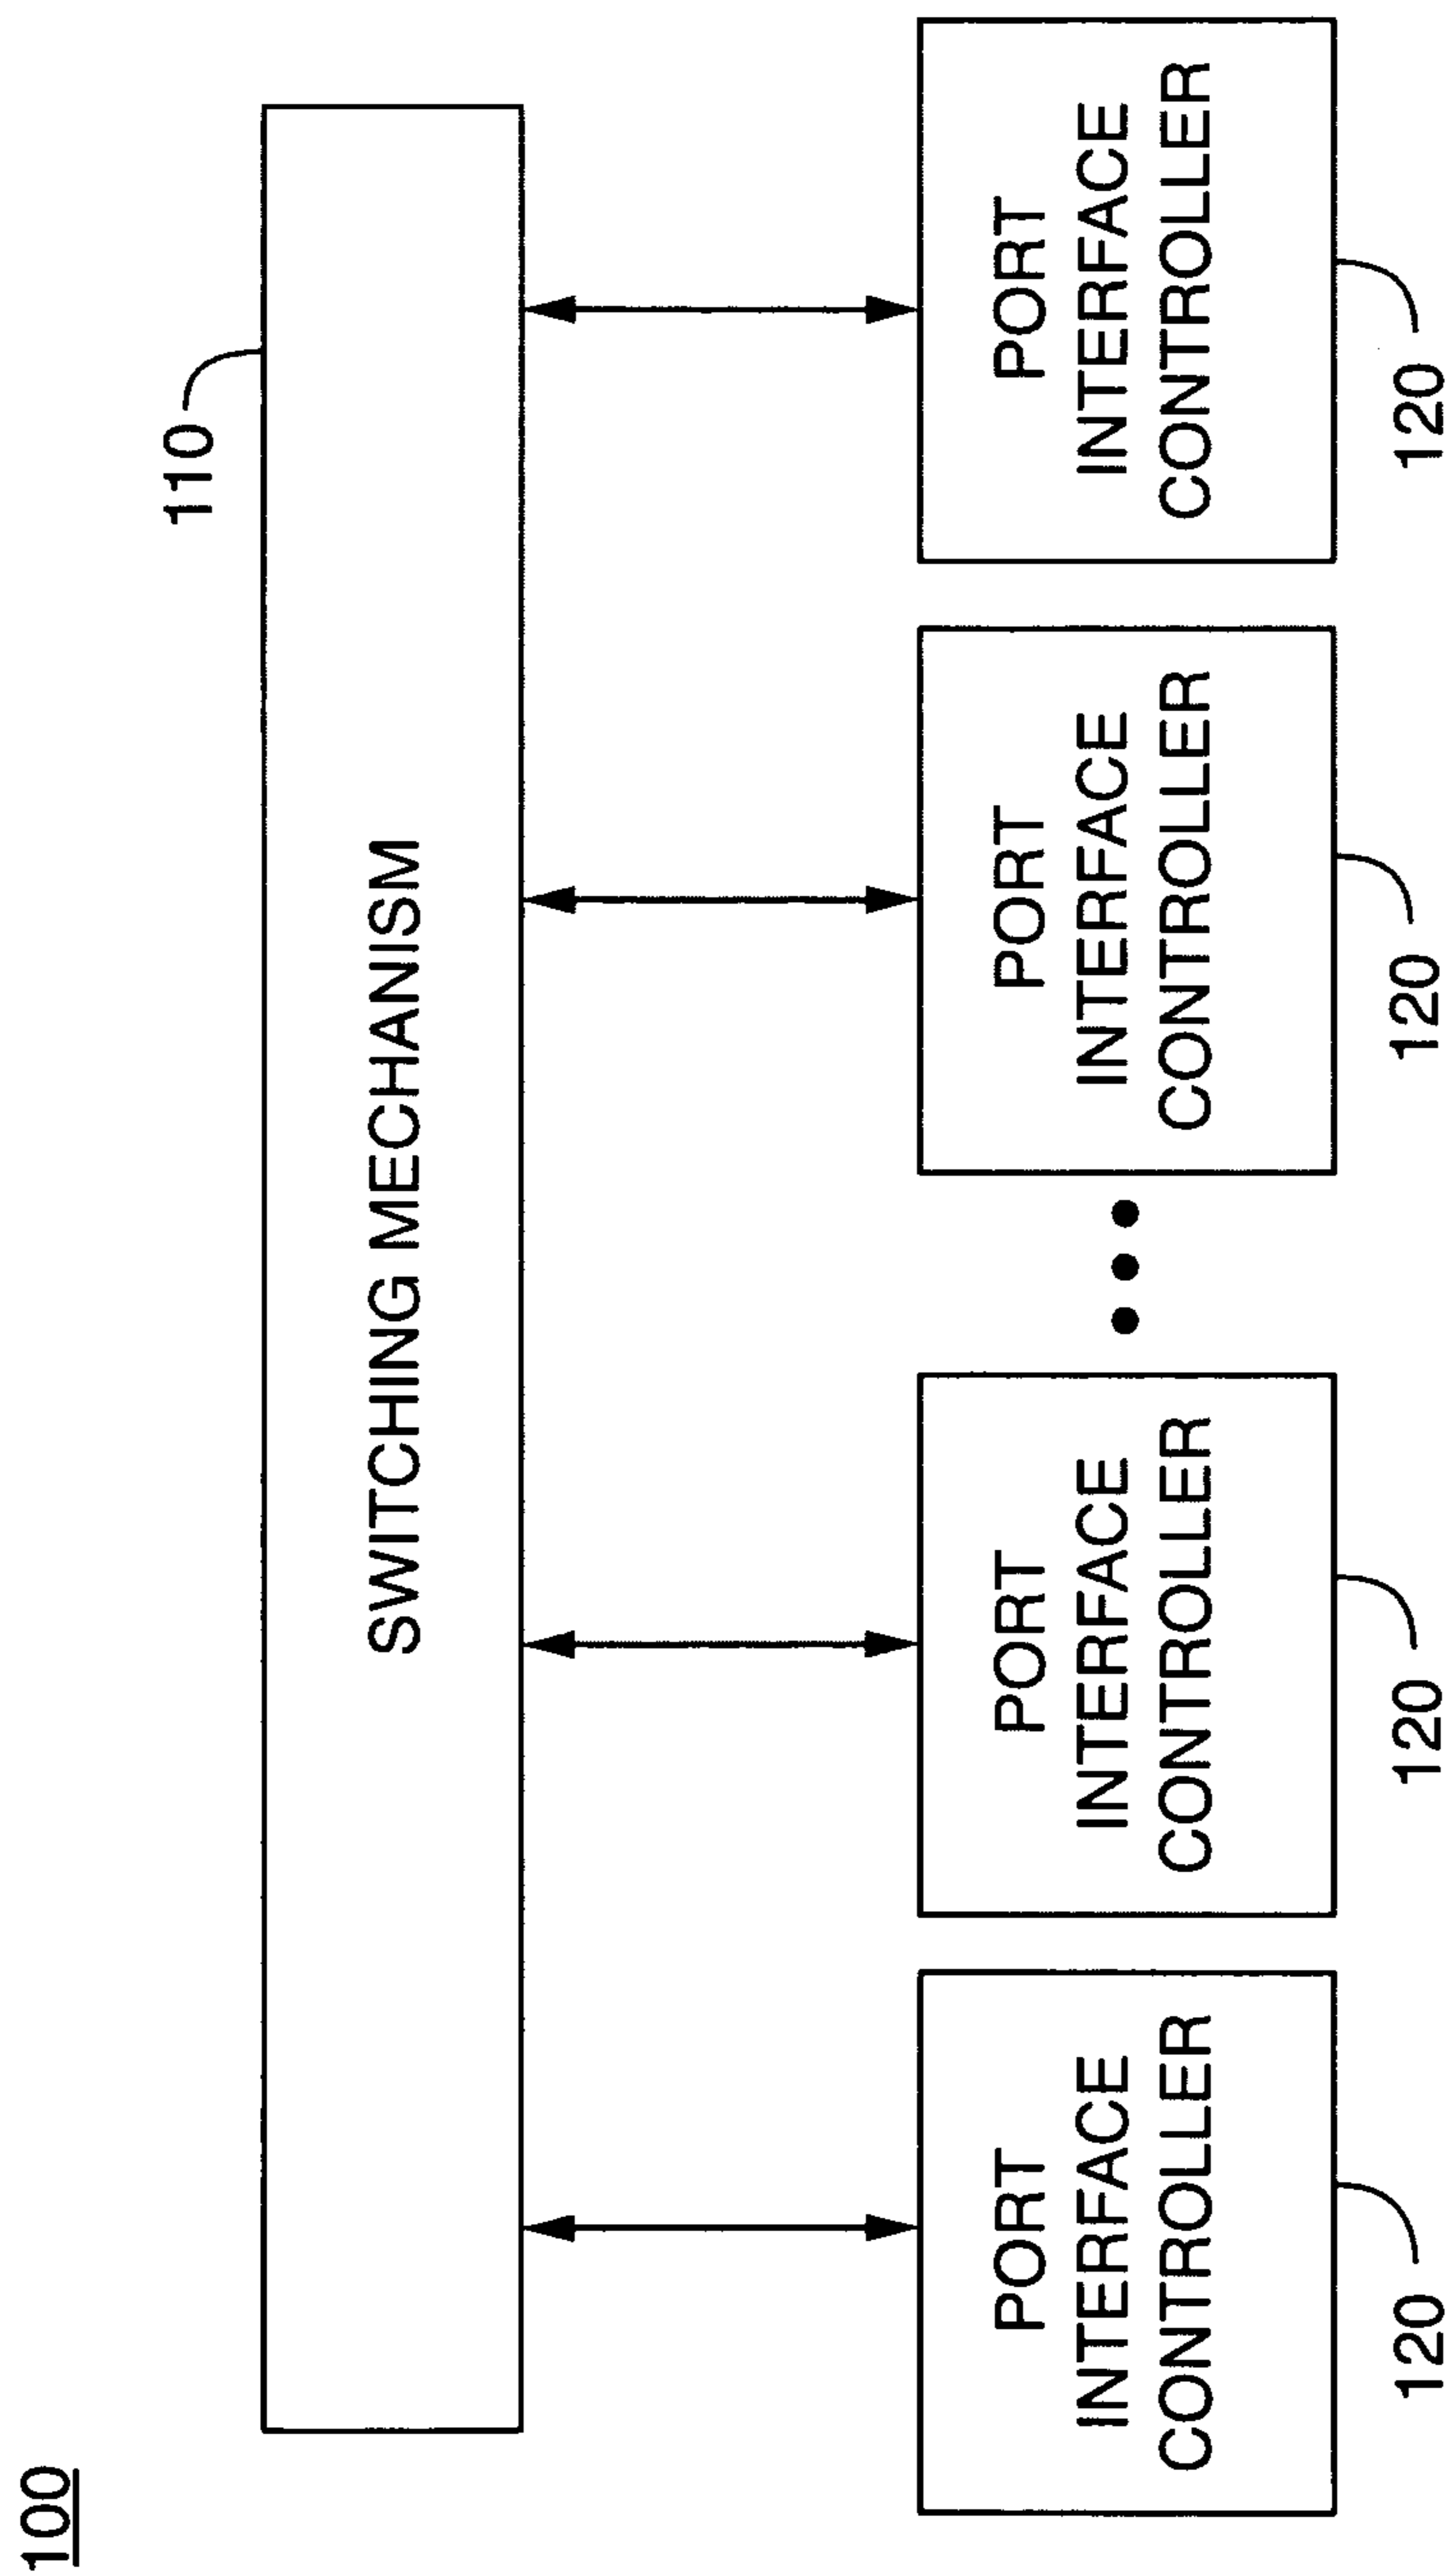 100
110
SWITCHING MECHANISM
PORT
INTERFACE
CONTROLLER
120
PORT
INTERFACE
CONTROLLER
120
PORT
INTERFACE
CONTROLLER
120
PORT
INTERFACE
CONTROLLER
120